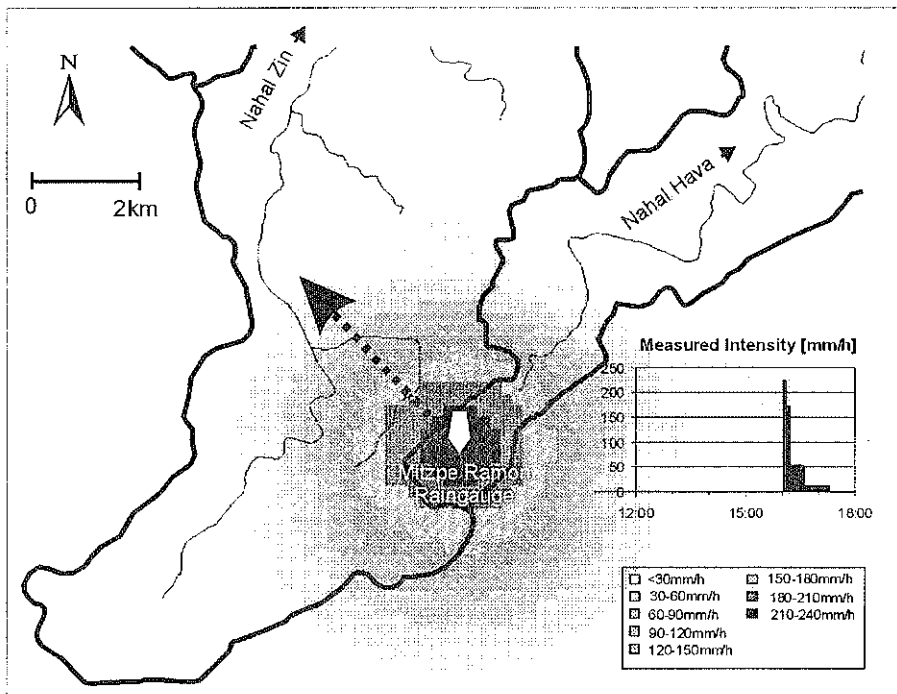 N
Nahal Zin
0 2km
Nahal Hava
Measured Intensity [mm/h]
250
200
150
100
50
0
12:00 15:00 18:00
Mitzpe Ramon
Raingauge
<30mm/h
30-60mm/h
60-90mm/h
90-120mm/h
120-150mm/h
150-180mm/h
180-210mm/h
210-240mm/h